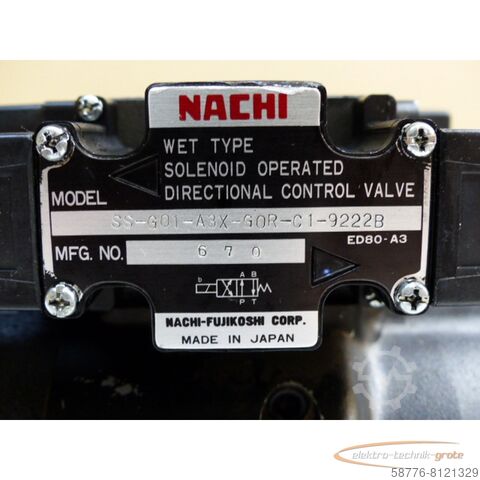 NACHI
WET TYPE
SOLENOID OPERATED
DIRECTIONAL CONTROL VALVE
MODEL
SS-G01-A3X-G0R-C1-9222B
ED80-A3
MFG. NO. 670
A B
b
P T
NACHI-FUJIKOSHI CORP.
MADE IN JAPAN
elektro-technik-grote
58776-8121329